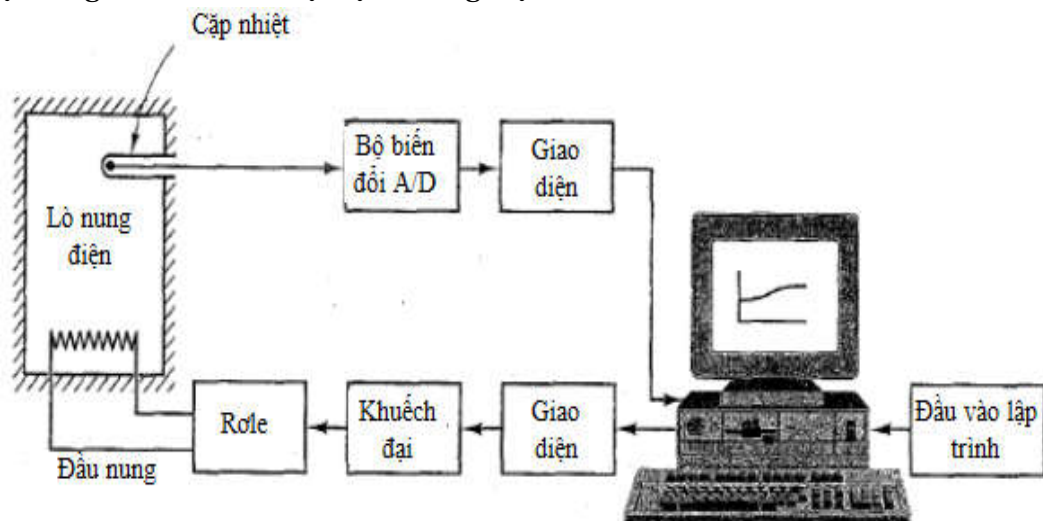 Cặp nhiệt
Bộ biến
đổi A/D
Giao
diện
Lò nung
điện
Rơle
Khuếch
đại
Giao
diện
Đầu vào lập
trình
Đầu nung